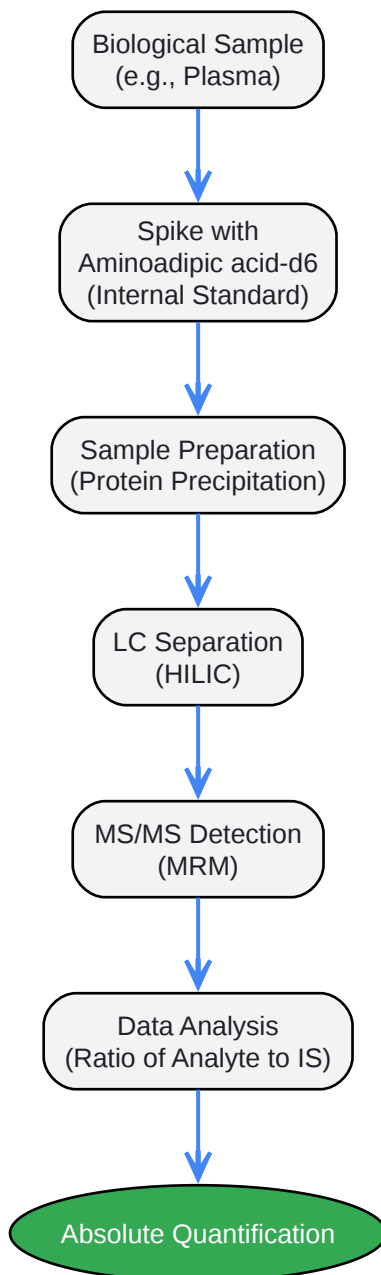 Biological Sample
(e.g., Plasma)
Spike with
Aminoadipic acid-d6
(Internal Standard)
Sample Preparation
(Protein Precipitation)
LC Separation
(HILIC)
MS/MS Detection
(MRM)
Data Analysis
(Ratio of Analyte to IS)
Absolute Quantification